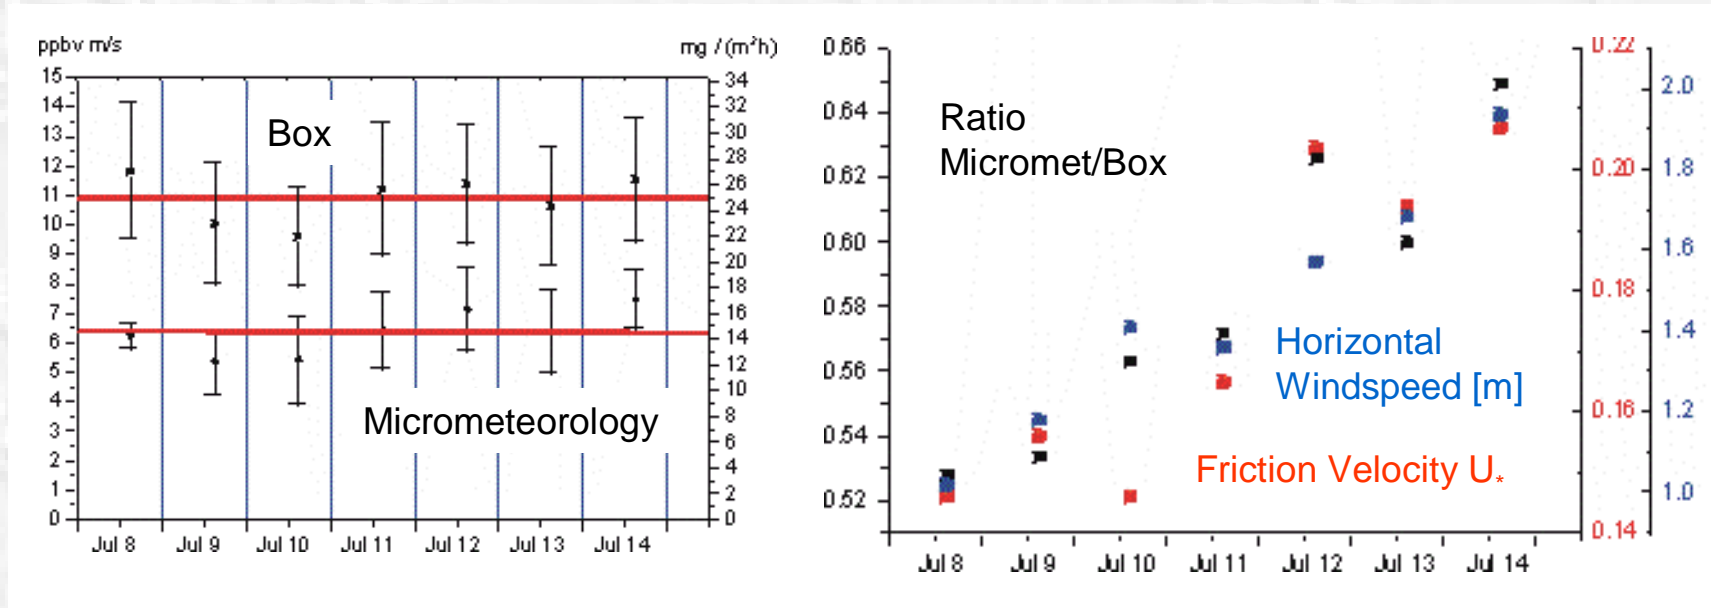 ppbv m/s
mg / (m²h)
15
14
13
12
11
10
9
8
7
6
5
4
3
2
1
0
34
32
30
28
26
24
22
20
18
16
14
12
10
8
6
4
2
0
Box
Micrometeorology
Jul 8
Jul 9
Jul 10
Jul 11
Jul 12
Jul 13
Jul 14
0.66
0.64
0.62
0.60
0.58
0.56
0.54
0.52
Ratio
Micromet/Box
Horizontal
Windspeed [m]
Friction Velocity U*
0.22
0.20
0.18
0.16
0.14
2.0
1.8
1.6
1.4
1.2
1.0
Jul 8
Jul 9
Jul 10
Jul 11
Jul 12
Jul 13
Jul 14